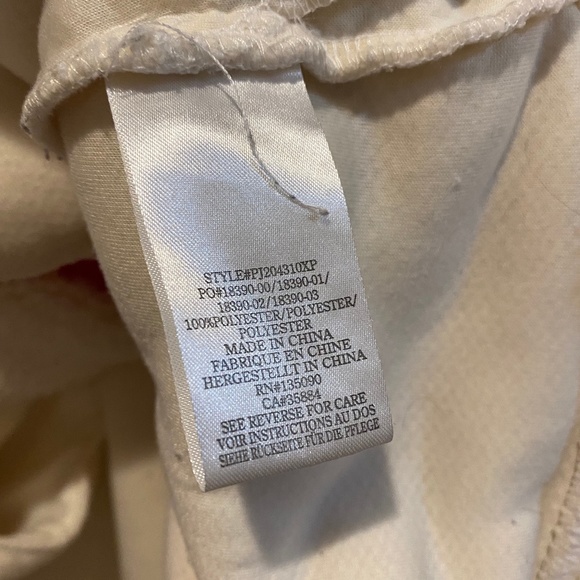 STYLE#PJ204310XP
PO#18390-00/18390-01/
18390-02/18390-03
100%POLYESTER/POLYESTER/
POLYESTER
MADE IN CHINA
FABRIQUE EN CHINE
HERGESTELLT IN CHINA
RN#135090
CA#35884
SEE REVERSE FOR CARE
VOIR INSTRUCTIONS AU DOS
SIEHE RÜCKSEITE FÜR DIE PFLEGE